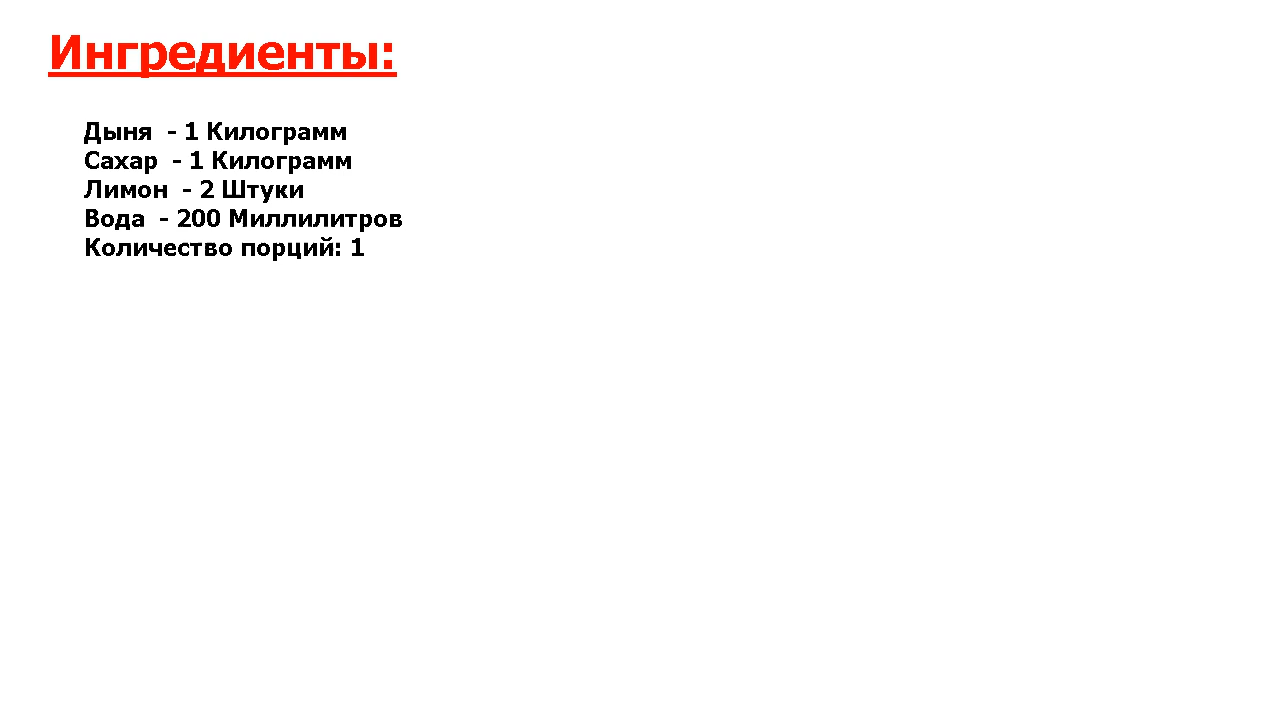 Ингредиенты:
Дыня  - 1 Килограмм
Сахар  - 1 Килограмм
Лимон  - 2 Штуки
Вода  - 200 Миллилитров
Количество порций: 1